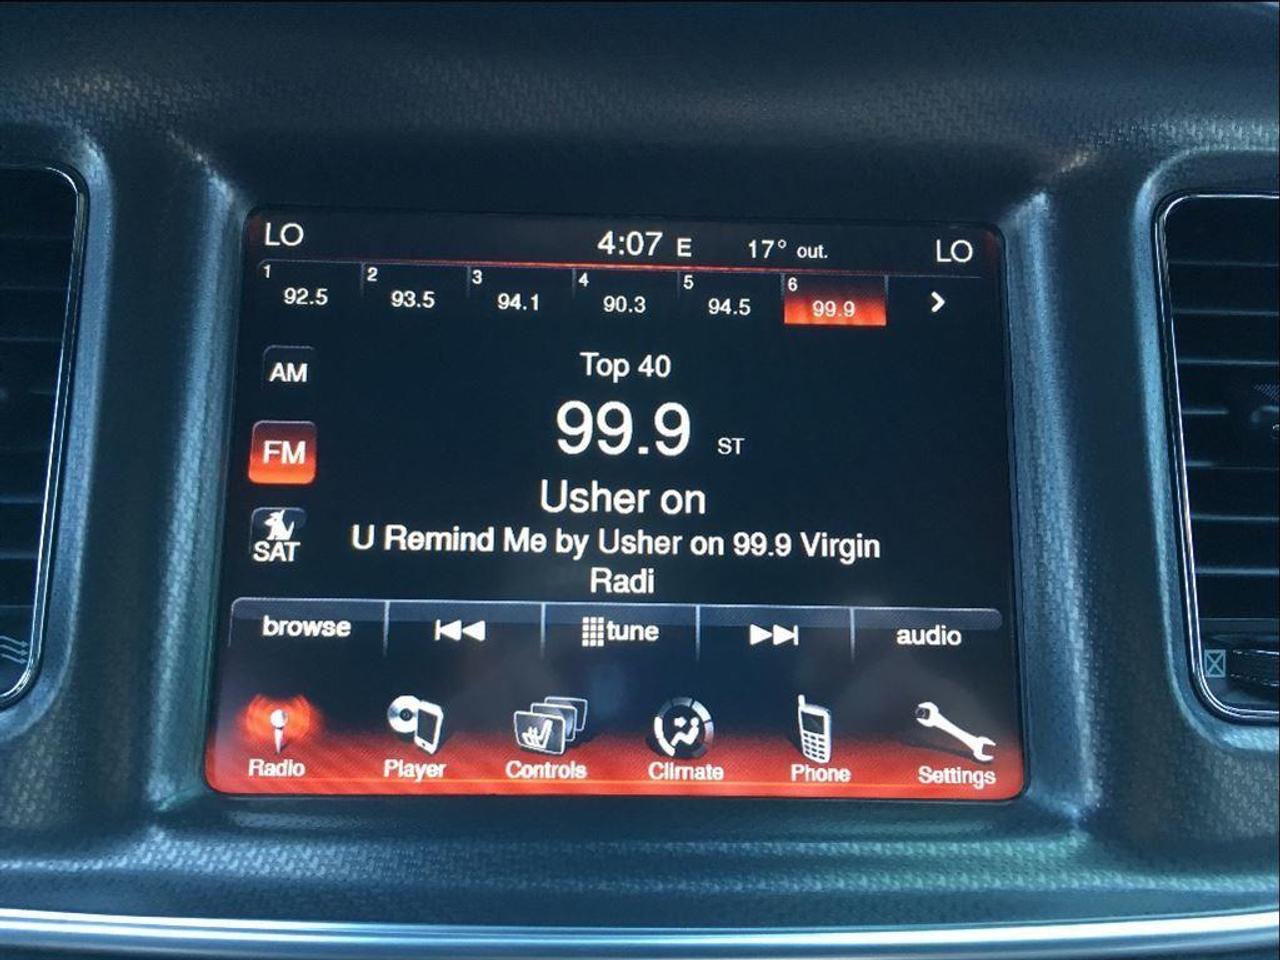 LO 4:07 E 17° out. LO
1 2 3 4 5 6
92.5 93.5 94.1 90.3 94.5 99.9
AM
Top 40
FM
99.9 ST
Usher on
SAT
U Remind Me by Usher on 99.9 Virgin
Radi
browse tune audio
Radio Player Controls Climate Phone Settings